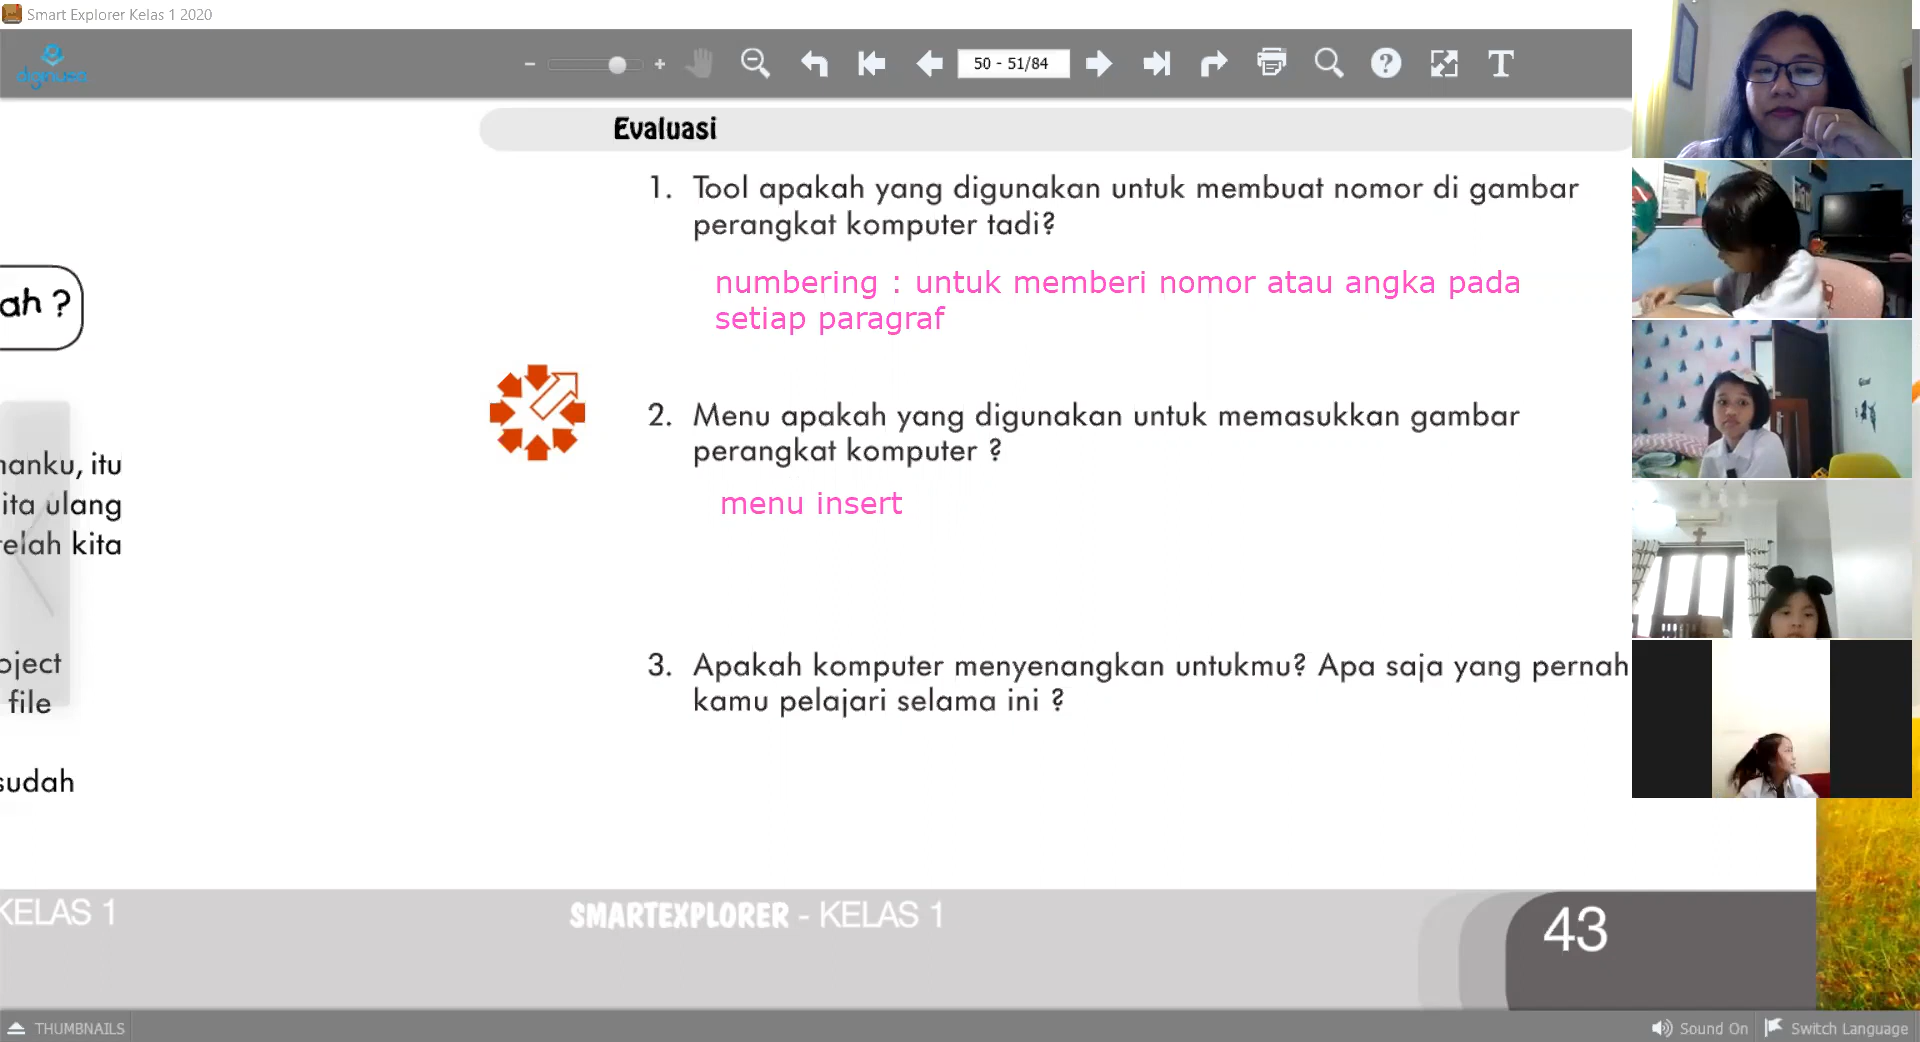 Smart Explorer Kelas 1 2020
diginusa
50 - 51/84
T
Evaluasi
1. Tool apakah yang digunakan untuk membuat nomor di gambar
perangkat komputer tadi?
numbering : untuk memberi nomor atau angka pada
setiap paragraf
ah ?
2. Menu apakah yang digunakan untuk memasukkan gambar
perangkat komputer ?
menu insert
nanku, itu
ita ulang
telah kita
3. Apakah komputer menyenangkan untukmu? Apa saja yang pernah
kamu pelajari selama ini ?
oject
file
sudah
KELAS 1
SMARTEXPLORER - KELAS 1
43
THUMBNAILS
Sound On
Switch Language